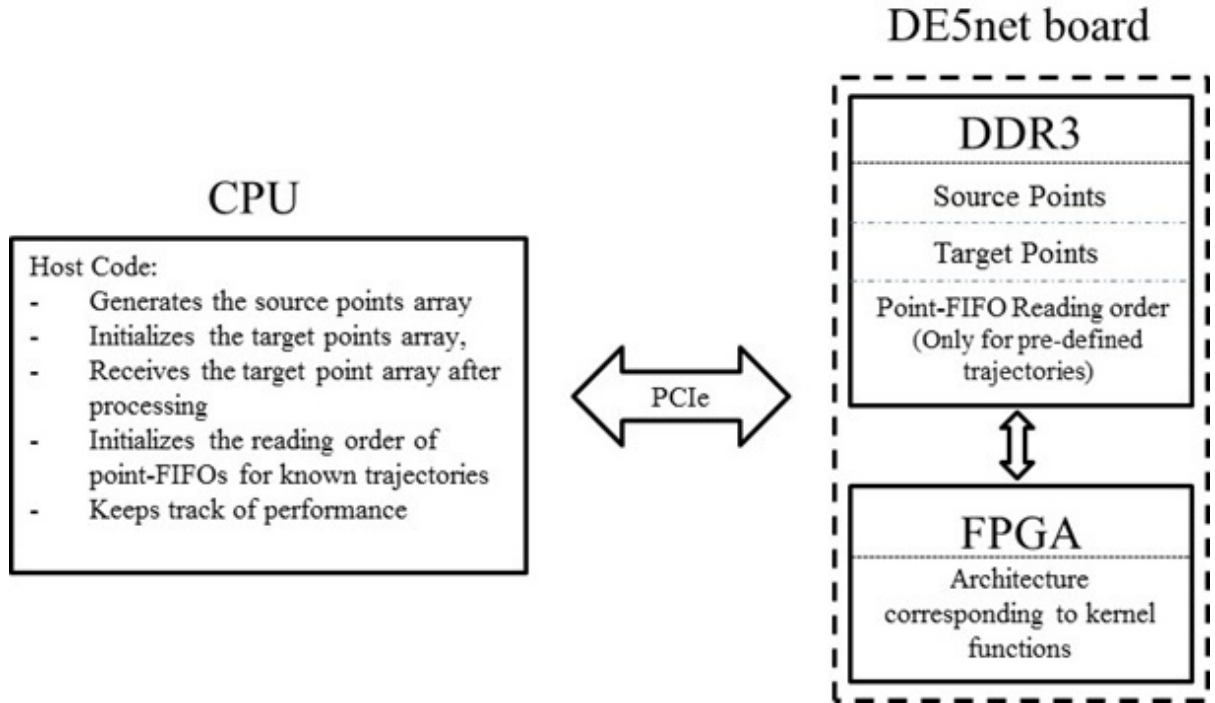 DE5net board
CPU
Host Code:
- Generates the source points array
- Initializes the target points array,
- Receives the target point array after
processing
- Initializes the reading order of
point-FIFOs for known trajectories
- Keeps track of performance
PCIe
DDR3
Source Points
Target Points
Point-FIFO Reading order
(Only for pre-defined
trajectories)
FPGA
Architecture
corresponding to kernel
functions